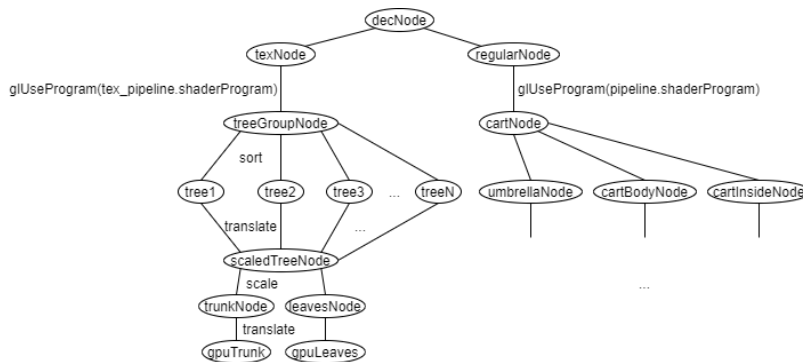 decNode
texNode
regularNode
glUseProgram(tex_pipeline.shaderProgram)
glUseProgram(pipeline.shaderProgram)
treeGroupNode
cartNode
sort
tree1
tree2
tree3
...
treeN
umbrellaNode
cartBodyNode
cartInsideNode
translate
...
scaledTreeNode
scale
...
trunkNode
leavesNode
translate
gpuTrunk
gpuLeaves